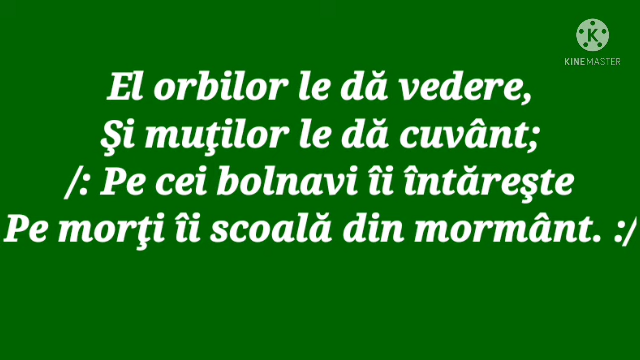 K
KINEMASTER
El orbilor le dă vedere,
Şi muţilor le dă cuvânt;
/: Pe cei bolnavi îi întăreşte
Pe morţi îi scoală din mormânt. :/